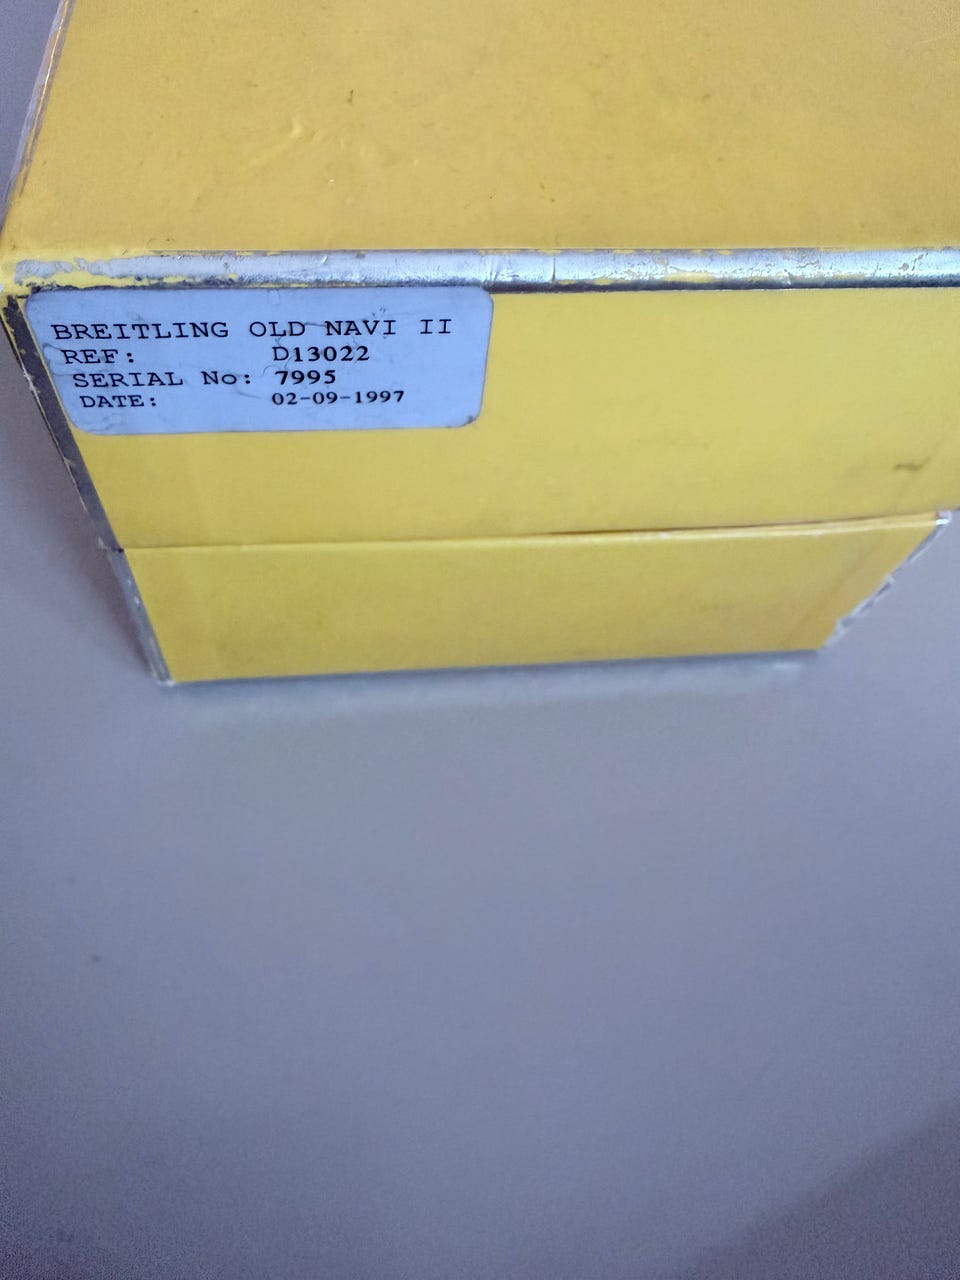 BREITLING OLD NAVI II
REF: D13022
SERIAL No: 7995
DATE: 02-09-1997